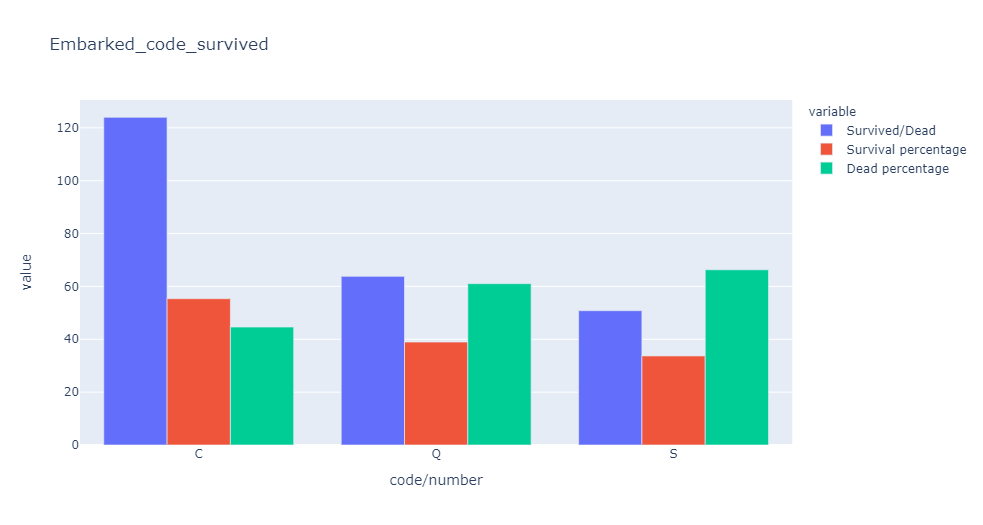 Embarked_code_survived
variable
Survived/Dead
Survival percentage
Dead percentage
120
100
80
60
40
20
0
value
C Q S
code/number